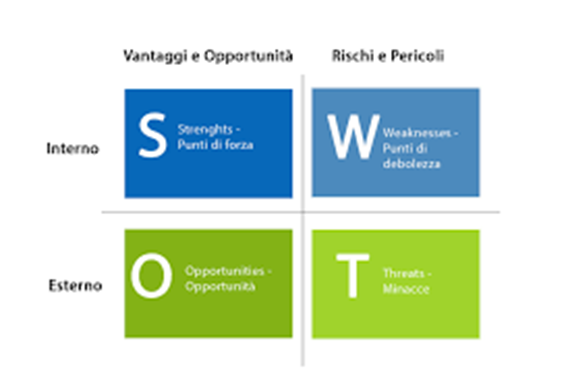 Vantaggi e Opportunità
Rischi e Pericoli
Interno
S
Strenghts -
Punti di forza
W
Weaknesses -
Punti di
debolezza
Esterno
O
Opportunities -
Opportunità
T
Threats -
Minacce